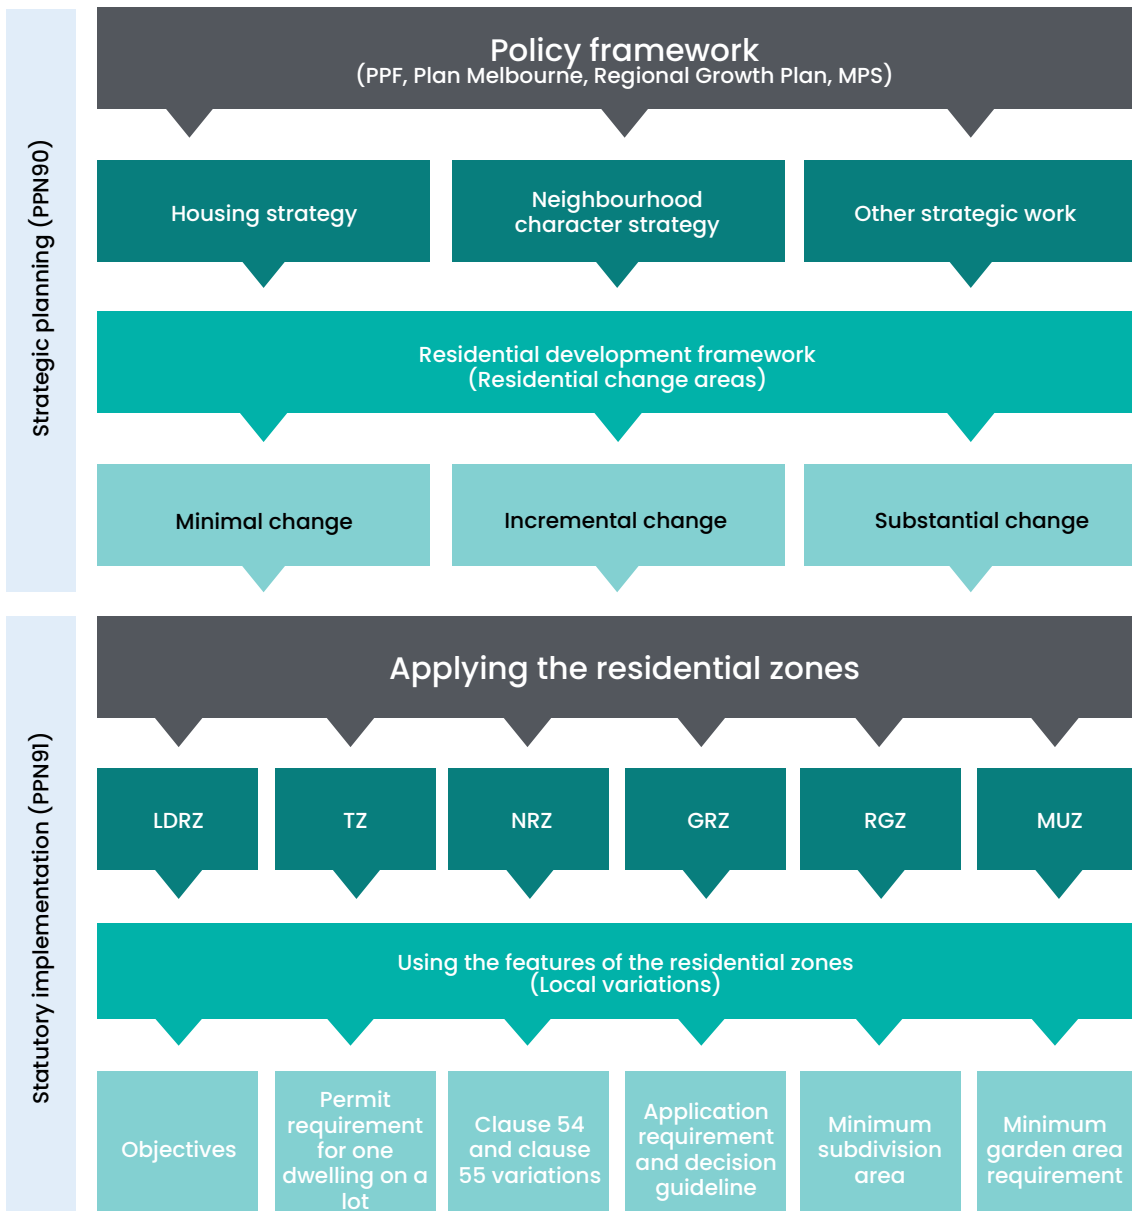 Strategic planning (PPN90)
Policy framework
(PPF, Plan Melbourne, Regional Growth Plan, MPS)
Housing strategy
Neighbourhood
character strategy
Other strategic work
Residential development framework
(Residential change areas)
Minimal change
Incremental change
Substantial change
Statutory implementation (PPN91)
Applying the residential zones
LDRZ
TZ
NRZ
GRZ
RGZ
MUZ
Using the features of the residential zones
(Local variations)
Objectives
Permit
requirement
for one
dwelling on a
lot
Clause 54
and clause
55 variations
Application
requirement
and decision
guideline
Minimum
subdivision
area
Minimum
garden area
requirement